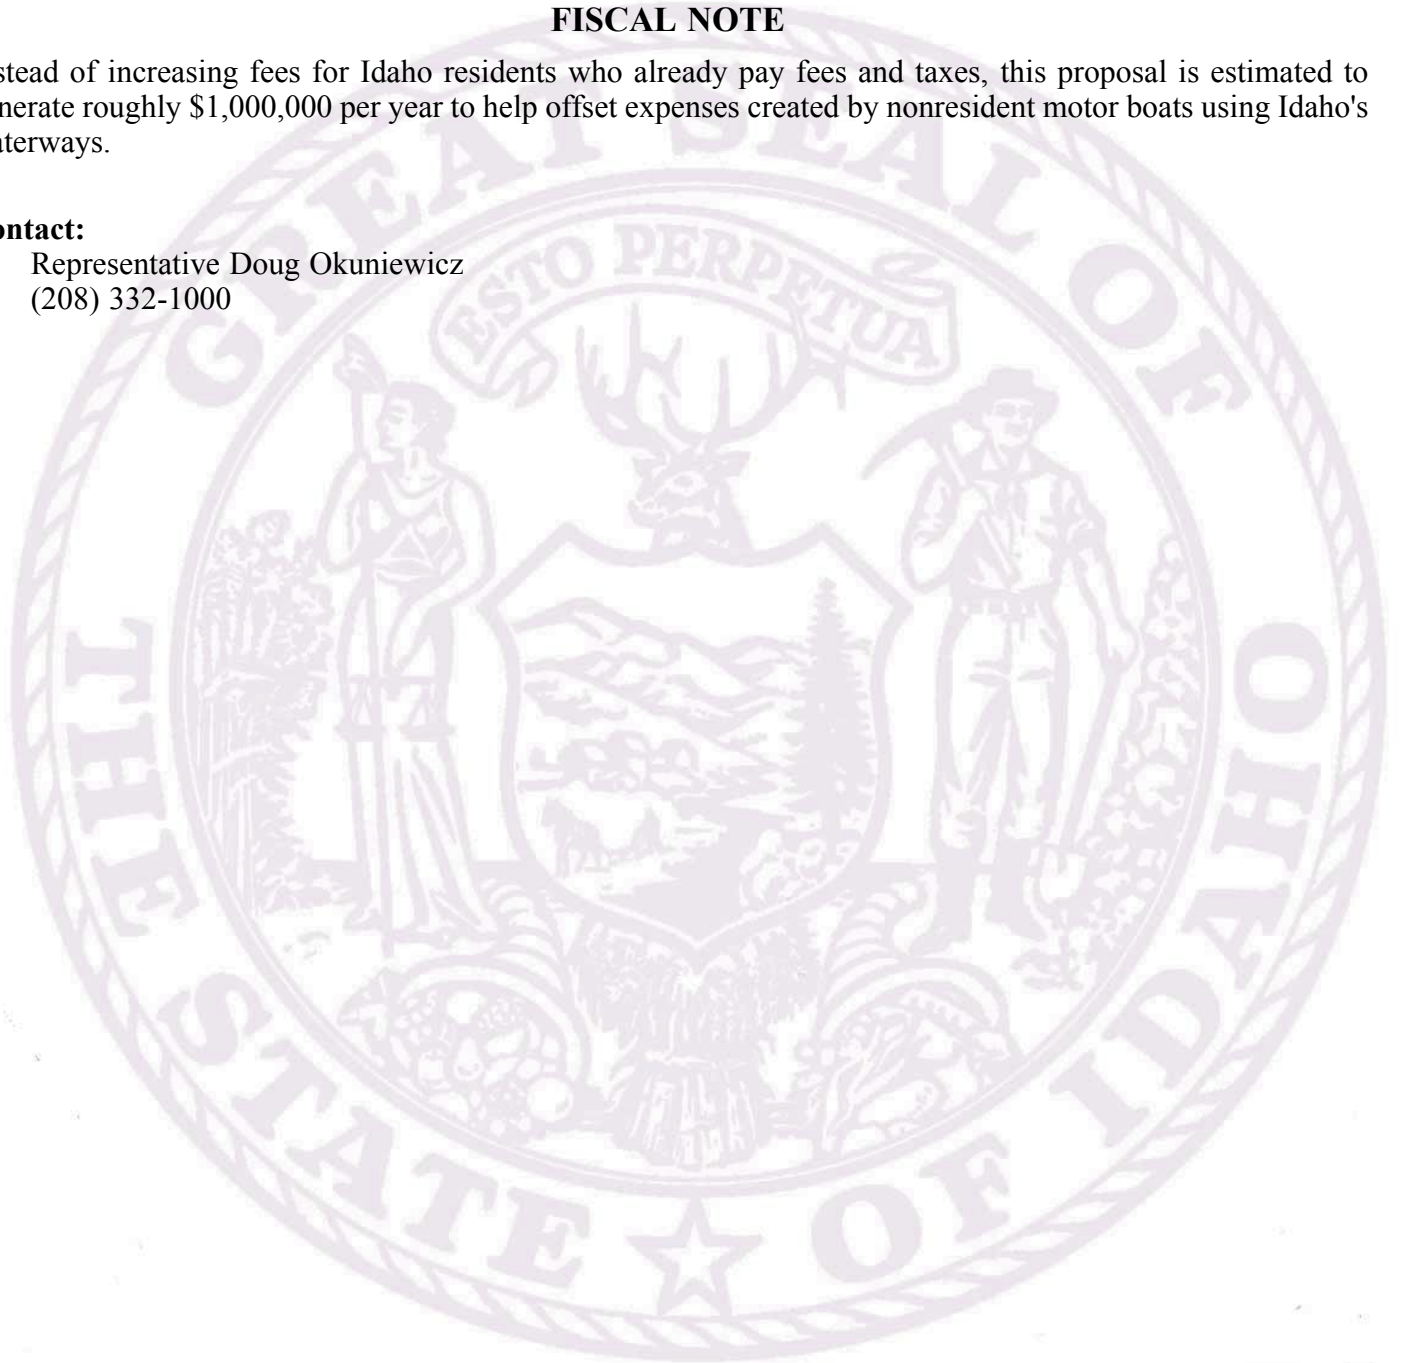 FISCAL NOTE
stead of increasing fees for Idaho residents who already pay fees and taxes, this proposal is estimated to
nerate roughly $1,000,000 per year to help offset expenses created by nonresident motor boats using Idaho's
aterways.
ontact:
Representative Doug Okuniewicz
(208) 332-1000
GREAT SEAL OF
ESTO PERPETUA
THE
STATE OF IDAHO